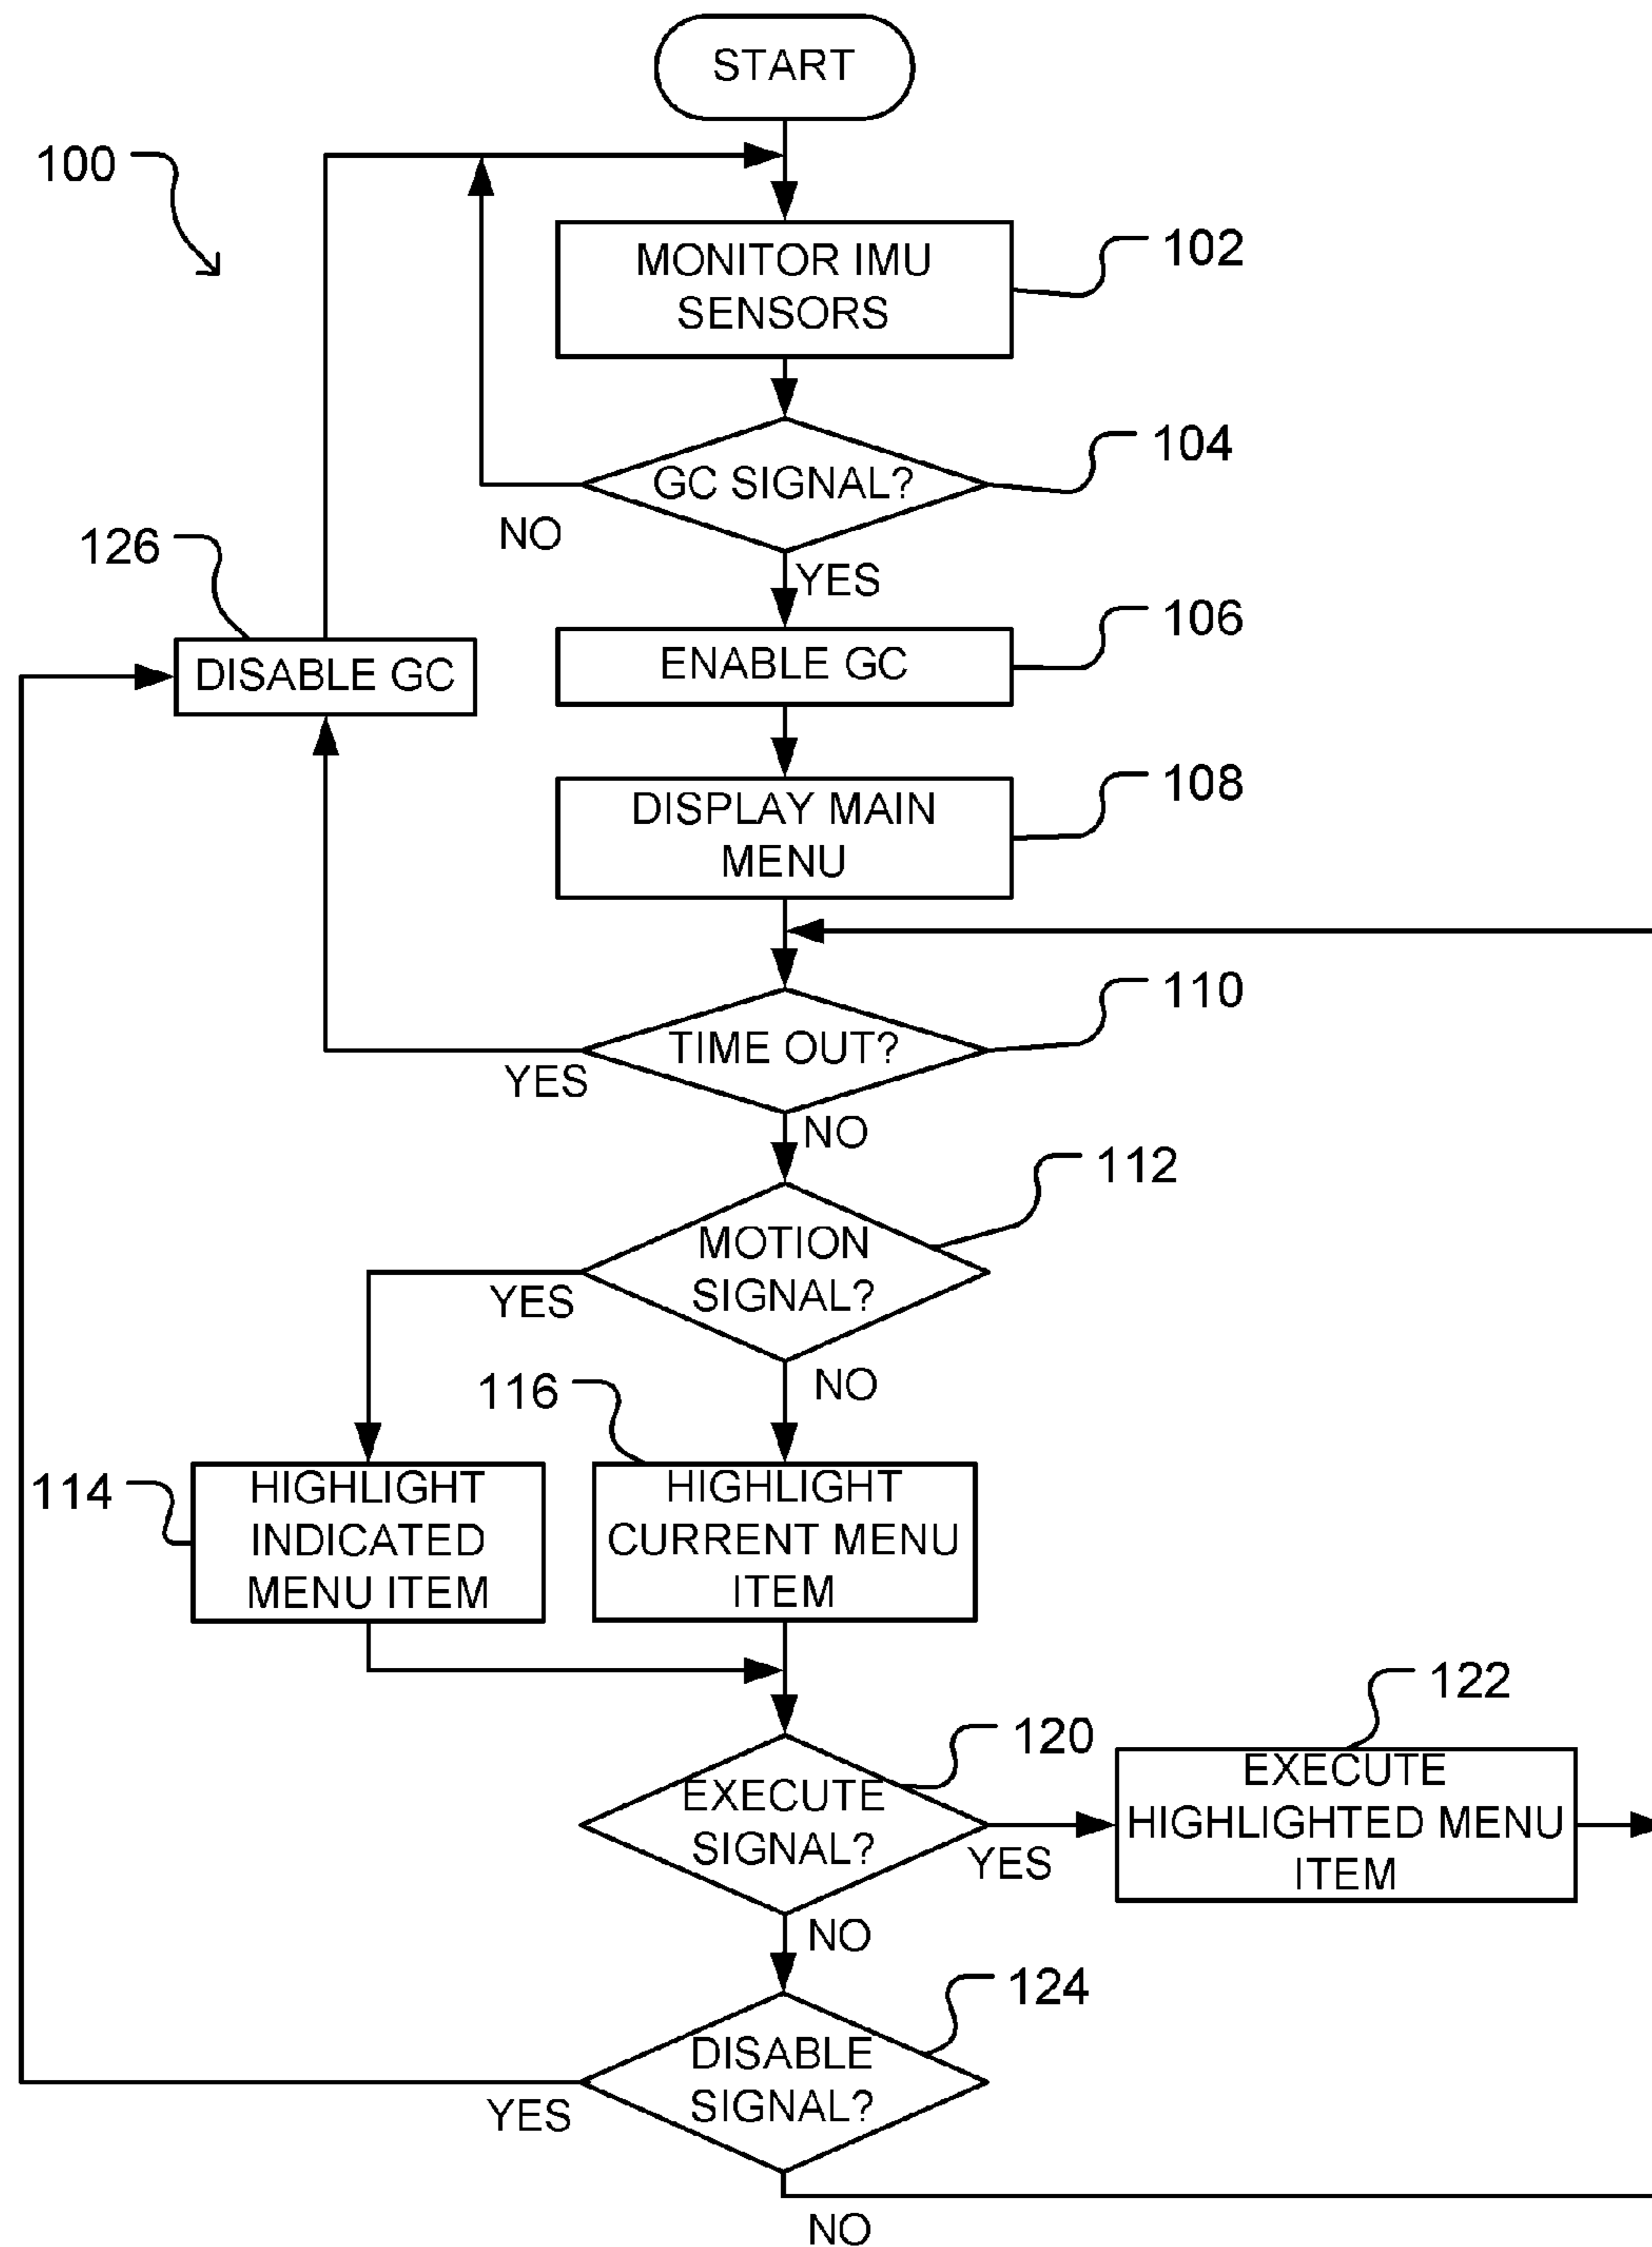 START
100
MONITOR IMU
SENSORS
102
GC SIGNAL?
104
NO
YES
126
DISABLE GC
ENABLE GC
106
DISPLAY MAIN
MENU
108
TIME OUT?
110
YES
NO
MOTION
SIGNAL?
112
YES
NO
116
114
HIGHLIGHT
INDICATED
MENU ITEM
HIGHLIGHT
CURRENT MENU
ITEM
EXECUTE
SIGNAL?
120
YES
122
EXECUTE
HIGHLIGHTED MENU
ITEM
NO
DISABLE
SIGNAL?
124
YES
NO